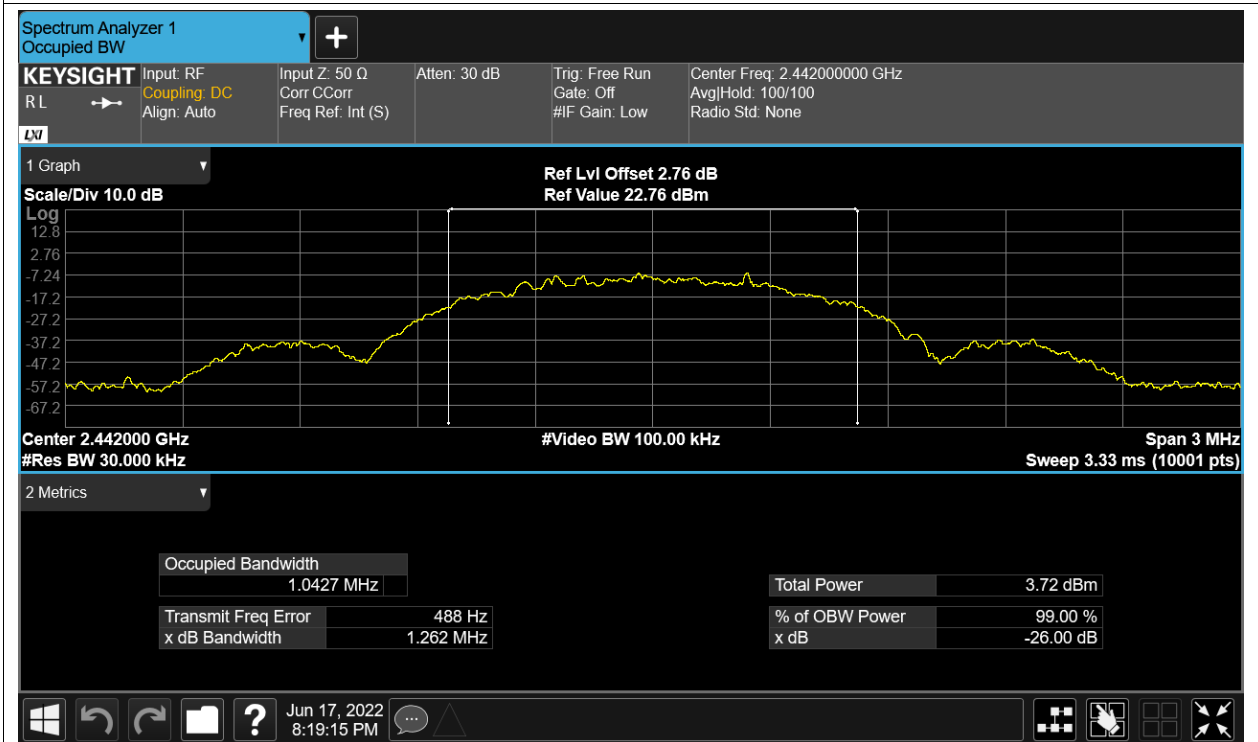 Spectrum Analyzer 1
Occupied BW
KEYSIGHT
R L
LXI
Input: RF
Coupling: DC
Align: Auto
Input Z: 50 Ω
Corr CCorr
Freq Ref: Int (S)
Atten: 30 dB
Trig: Free Run
Gate: Off
#IF Gain: Low
Center Freq: 2.442000000 GHz
Avg|Hold: 100/100
Radio Std: None
1 Graph
Scale/Div 10.0 dB
Ref Lvl Offset 2.76 dB
Ref Value 22.76 dBm
Log
12.8
2.76
-7.24
-17.2
-27.2
-37.2
-47.2
-57.2
-67.2
Center 2.442000 GHz
#Res BW 30.000 kHz
#Video BW 100.00 kHz
Span 3 MHz
Sweep 3.33 ms (10001 pts)
2 Metrics
Occupied Bandwidth
1.0427 MHz
Transmit Freq Error 488 Hz
x dB Bandwidth 1.262 MHz
Total Power 3.72 dBm
% of OBW Power 99.00 %
x dB -26.00 dB
Jun 17, 2022
8:19:15 PM